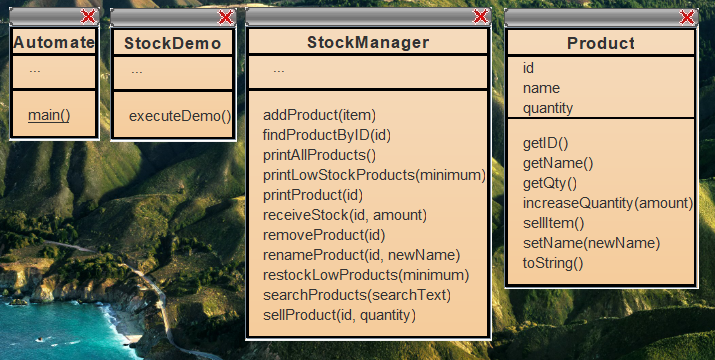 Automate
...
main()
StockDemo
...
executeDemo()
StockManager
...
addProduct(item)
findProductByID(id)
printAllProducts()
printLowStockProducts(minimum)
printProduct(id)
receiveStock(id, amount)
removeProduct(id)
renameProduct(id, newName)
restockLowProducts(minimum)
searchProducts(searchText)
sellProduct(id, quantity)
Product
id
name
quantity
getID()
getName()
getQty()
increaseQuantity(amount)
sellItem()
setName(newName)
toString()